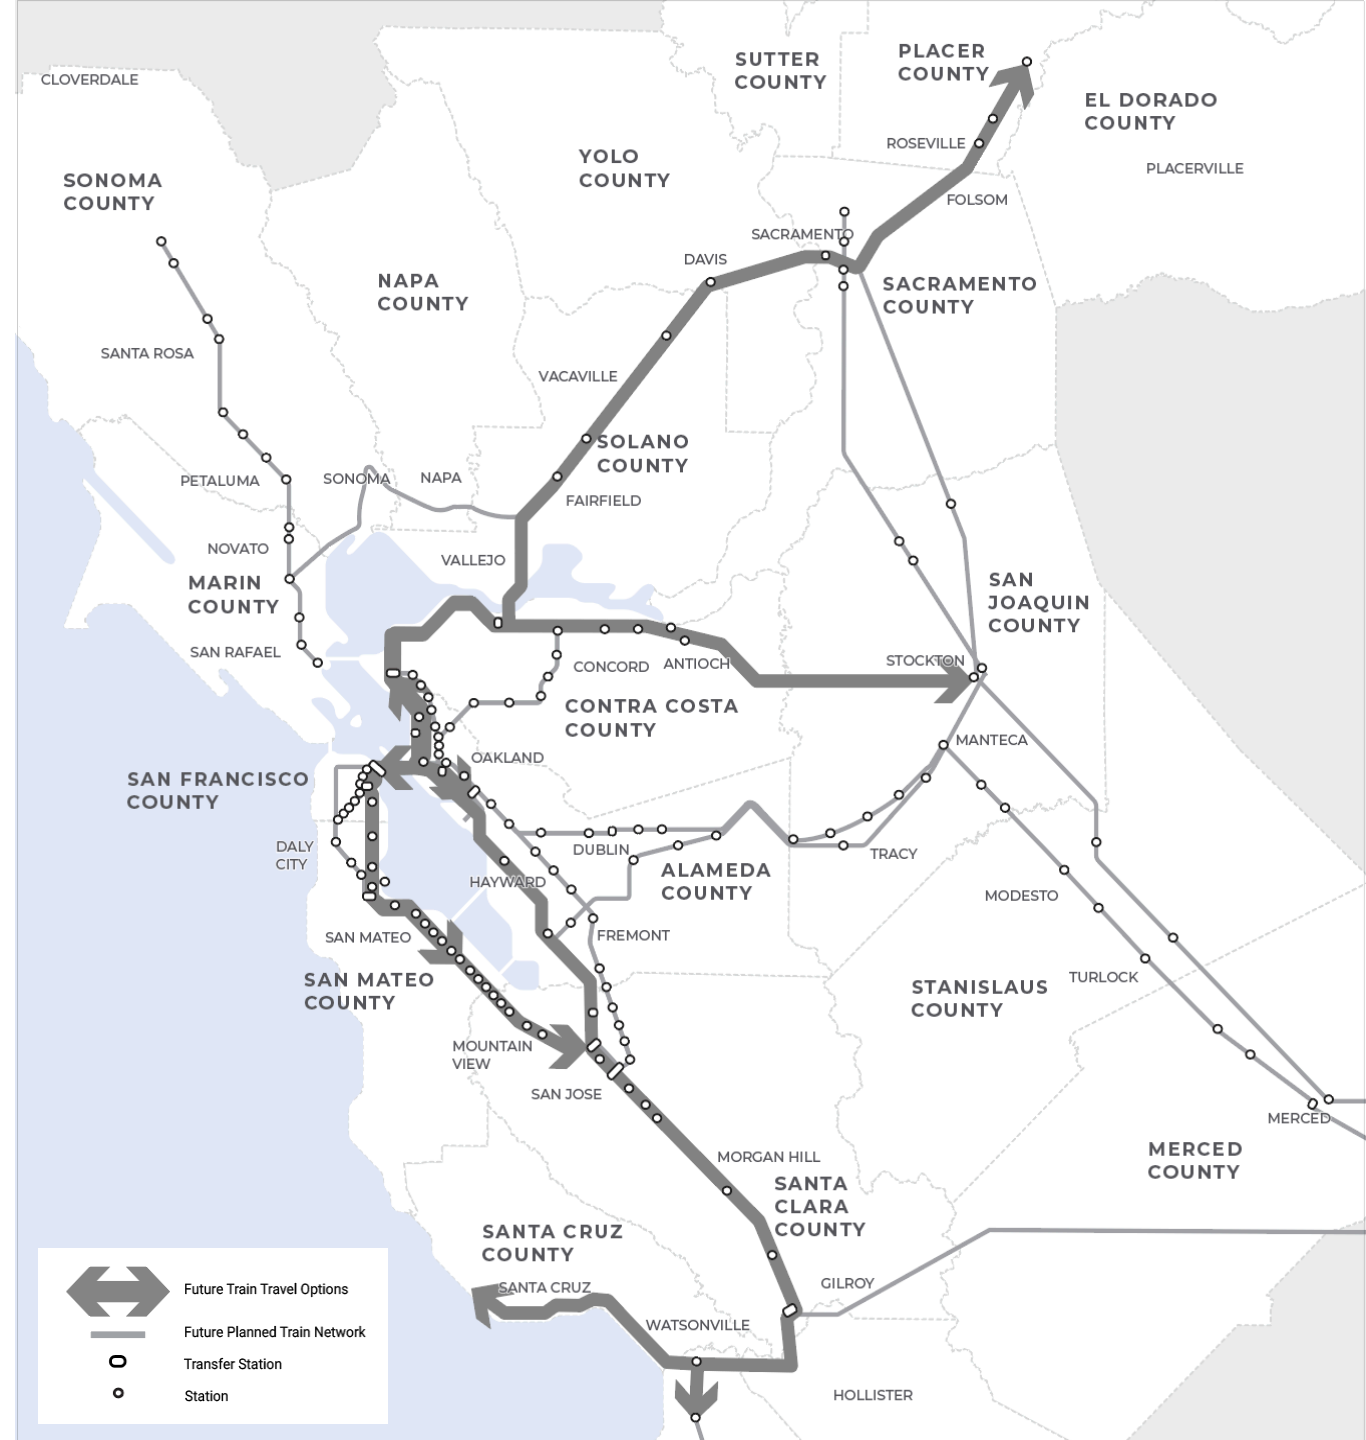 SUTTER
COUNTY
PLACER
COUNTY
CLOVERDALE
EL DORADO
COUNTY
ROSEVILLE
YOLO
COUNTY
PLACERVILLE
SONOMA
COUNTY
FOLSOM
SACRAMENTO
DAVIS
NAPA
COUNTY
SACRAMENTO
COUNTY
SANTA ROSA
VACAVILLE
SOLANO
COUNTY
PETALUMA
SONOMA
NAPA
FAIRFIELD
NOVATO
VALLEJO
MARIN
COUNTY
SAN
JOAQUIN
COUNTY
SAN RAFAEL
CONCORD
ANTIOCH
STOCKTON
CONTRA COSTA
COUNTY
MANTECA
OAKLAND
SAN FRANCISCO
COUNTY
DALY
CITY
DUBLIN
TRACY
ALAMEDA
COUNTY
HAYWARD
MODESTO
SAN MATEO
FREMONT
SAN MATEO
COUNTY
TURLOCK
STANISLAUS
COUNTY
MOUNTAIN
VIEW
SAN JOSE
MERCED
MERCED
COUNTY
MORGAN HILL
SANTA
CLARA
COUNTY
SANTA CRUZ
COUNTY
SANTA CRUZ
GILROY
WATSONVILLE
HOLLISTER
Future Train Travel Options
Future Planned Train Network
Transfer Station
Station